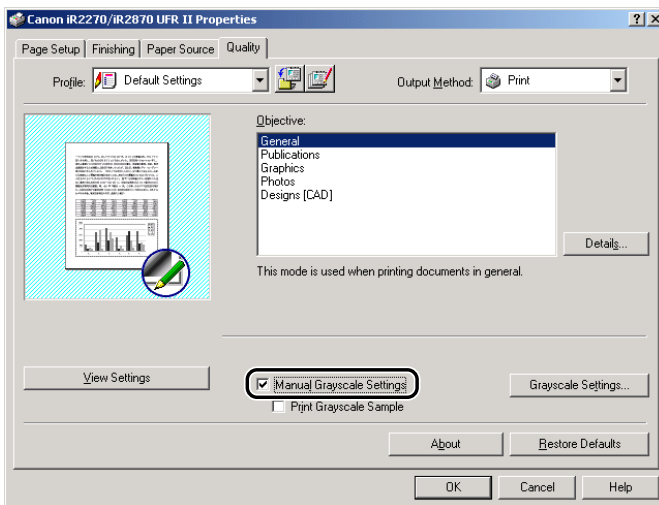 Canon iR2270/iR2870 UFR II Properties
Page Setup Finishing Paper Source Quality
Profile: Default Settings Output Method: Print
Objective:
General
Publications
Graphics
Photos
Designs [CAD]
Details...
This mode is used when printing documents in general.
View Settings
Manual Grayscale Settings Grayscale Settings...
Print Grayscale Sample
About Restore Defaults
OK Cancel Help